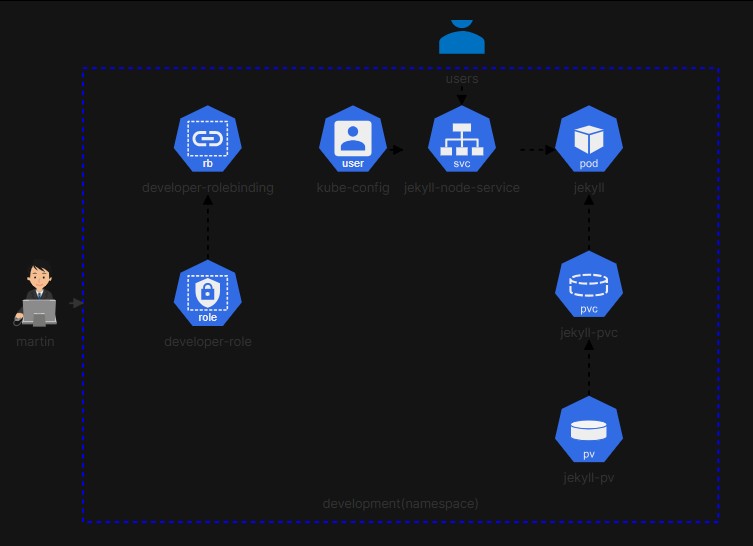 users
rb
developer-rolebinding
user
kube-config
svc
jekyll-node-service
pod
jekyll
role
developer-role
martin
pvc
jekyll-pvc
pv
jekyll-pv
development(namespace)